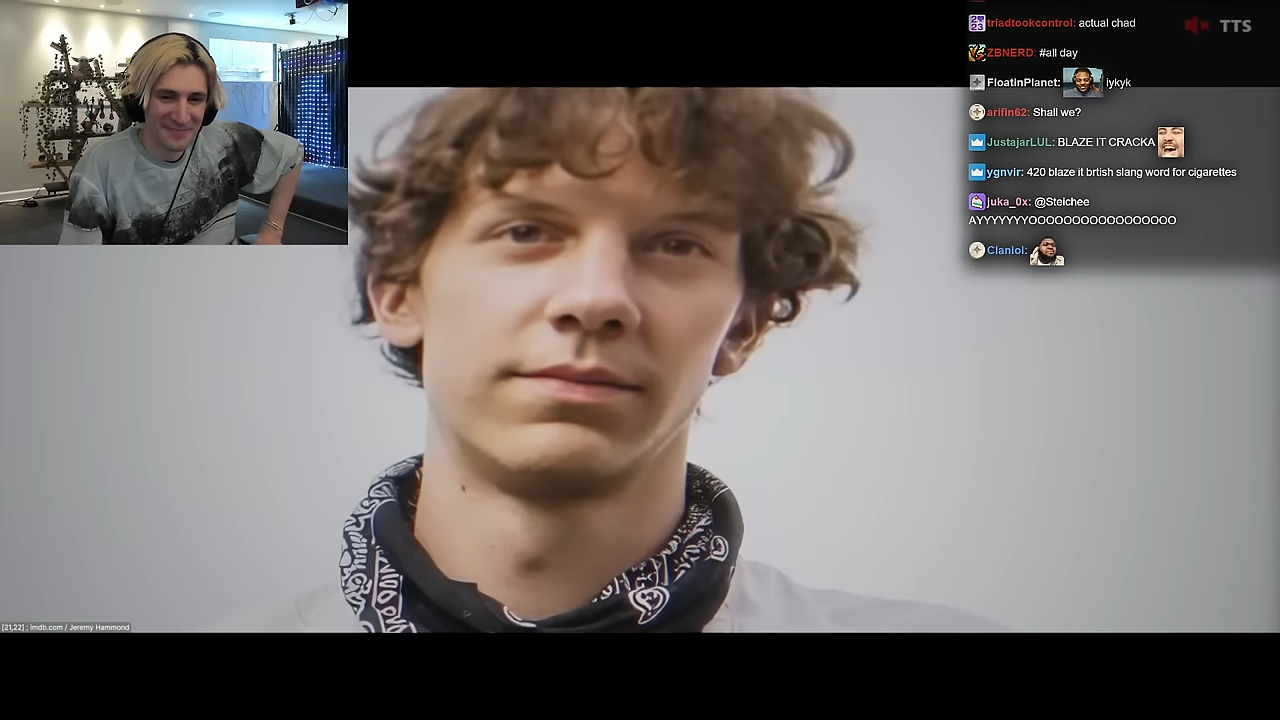 triadtookcontrol: actual chad
TTS
ZBNERD: #all day
FloatinPlanet: iykyk
arifin62: Shall we?
JustajarLUL: BLAZE IT CRACKA
ygnvir: 420 blaze it brtish slang word for cigarettes
juka_0x: @Steichee
AYYYYYYYOOOOOOOOOOOOOOOOO
Clanlol:
[21,22] ; imdb.com / Jeremy Hammond